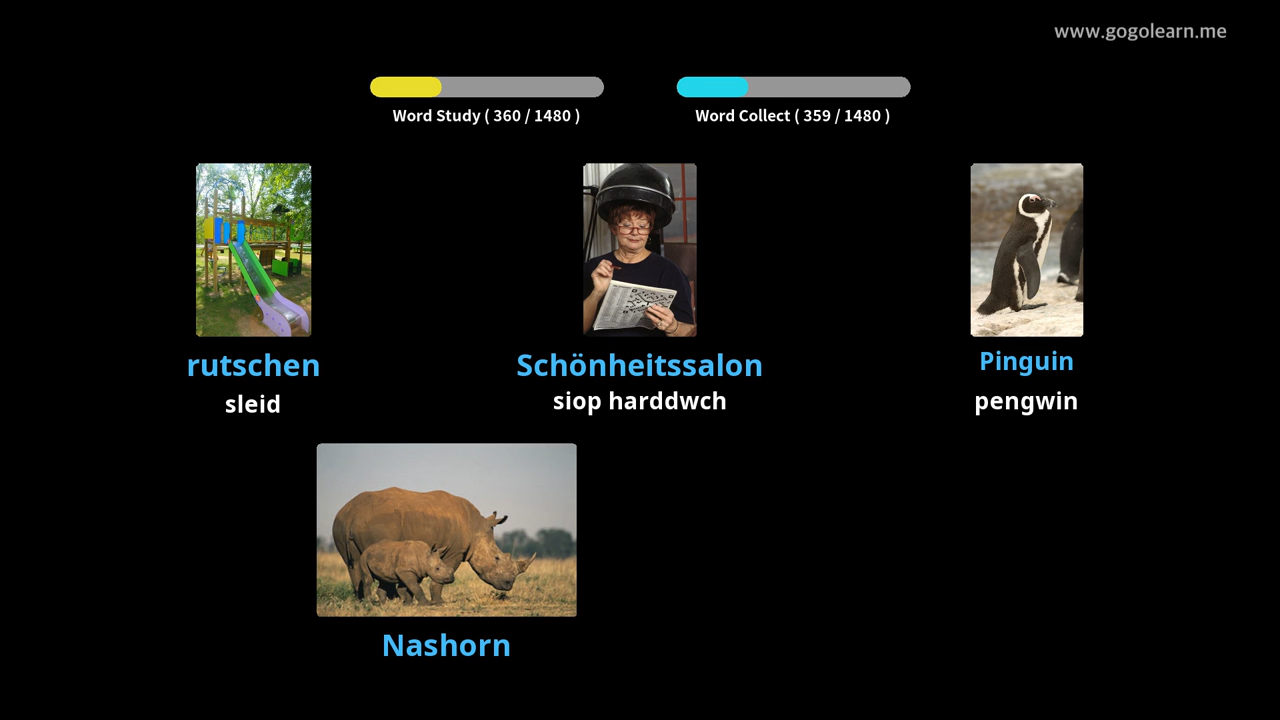 www.gogolearn.me
Word Study ( 360 / 1480 )
Word Collect ( 359 / 1480 )
rutschen
sleid
Schönheitssalon
siop harddwch
Pinguin
pengwin
Nashorn